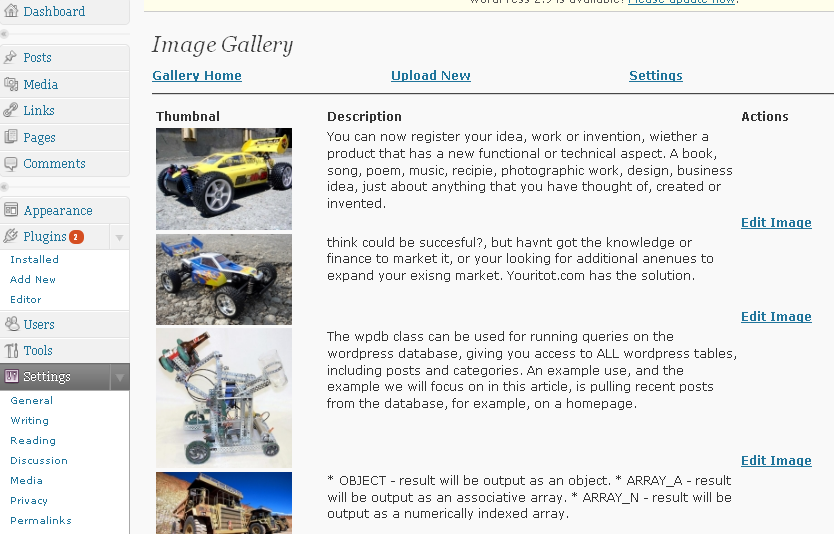 WordPress 2.9 is available! Please update now.
Dashboard
Posts
Media
Links
Pages
Comments
Appearance
Plugins 2
Installed
Add New
Editor
Users
Tools
Settings
General
Writing
Reading
Discussion
Media
Privacy
Permalinks
Image Gallery
Gallery Home Upload New Settings
Thumbnal Description Actions
You can now register your idea, work or invention, wiether a
product that has a new functional or technical aspect. A book,
song, poem, music, recipie, photographic work, design, business
idea, just about anything that you have thought of, created or
invented.
Edit Image
think could be succesful?, but havnt got the knowledge or
finance to market it, or your looking for additional anenues to
expand your exisng market. Youritot.com has the solution.
Edit Image
The wpdb class can be used for running queries on the
wordpress database, giving you access to ALL wordpress tables,
including posts and categories. An example use, and the
example we will focus on in this article, is pulling recent posts
from the database, for example, on a homepage.
Edit Image
* OBJECT - result will be output as an object. * ARRAY_A - result
will be output as an associative array. * ARRAY_N - result will be
output as a numerically indexed array.